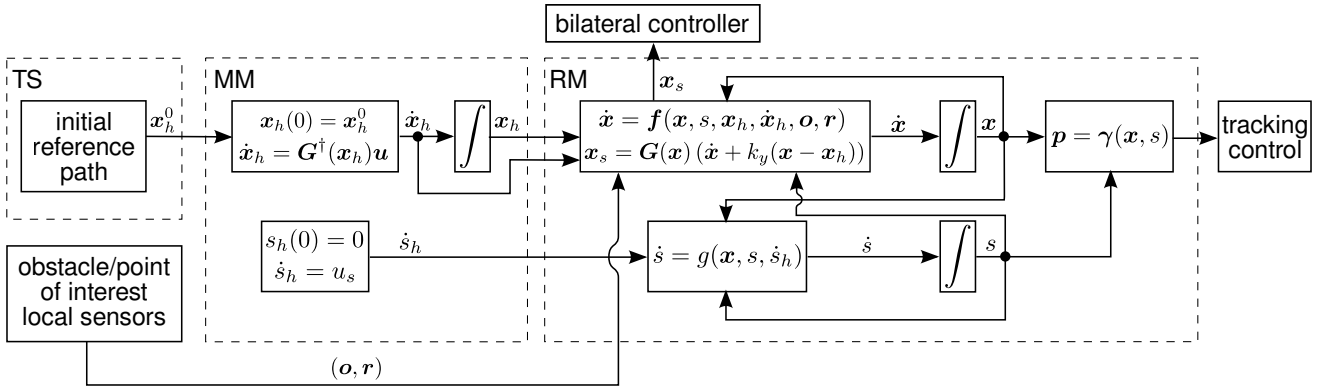 bilateral controller
TS
MM
RM
𝒙_s
initial
reference
path
𝒙_h^0
𝒙_h(0) = 𝒙_h^0
𝒙̇_h = 𝑮^†(𝒙_h)𝒖
𝒙̇_h
∫
𝒙_h
𝒙̇ = 𝒇(𝒙, s, 𝒙_h, 𝒙̇_h, 𝒐, 𝒓)
𝒙_s = 𝑮(𝒙) (𝒙̇ + k_y(𝒙 − 𝒙_h))
𝒙̇
∫
𝒙
𝒑 = 𝜸(𝒙, s)
tracking
control
s_h(0) = 0
ṡ_h = u_s
ṡ_h
ṡ = g(𝒙, s, ṡ_h)
ṡ
∫
s
obstacle/point
of interest
local sensors
(𝒐, 𝒓)